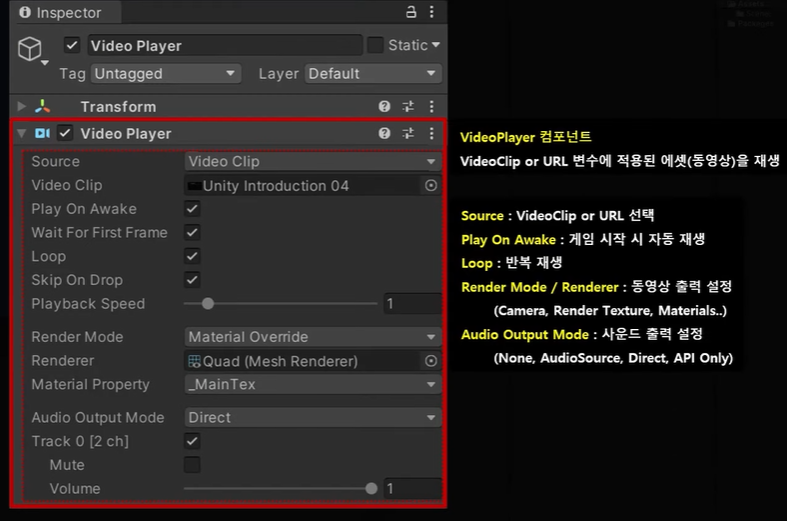 Inspector
Video Player
Static
Tag Untagged Layer Default
Transform
Video Player
Source Video Clip
Video Clip Unity Introduction 04
Play On Awake
Wait For First Frame
Loop
Skip On Drop
Playback Speed 1
Render Mode Material Override
Renderer Quad (Mesh Renderer)
Material Property _MainTex
Audio Output Mode Direct
Track 0 [2 ch]
Mute
Volume 1
VideoPlayer 컴포넌트
VideoClip or URL 변수에 적용된 에셋(동영상)을 재생
Source : VideoClip or URL 선택
Play On Awake : 게임 시작 시 자동 재생
Loop : 반복 재생
Render Mode / Renderer : 동영상 출력 설정
(Camera, Render Texture, Materials..)
Audio Output Mode : 사운드 출력 설정
(None, AudioSource, Direct, API Only)